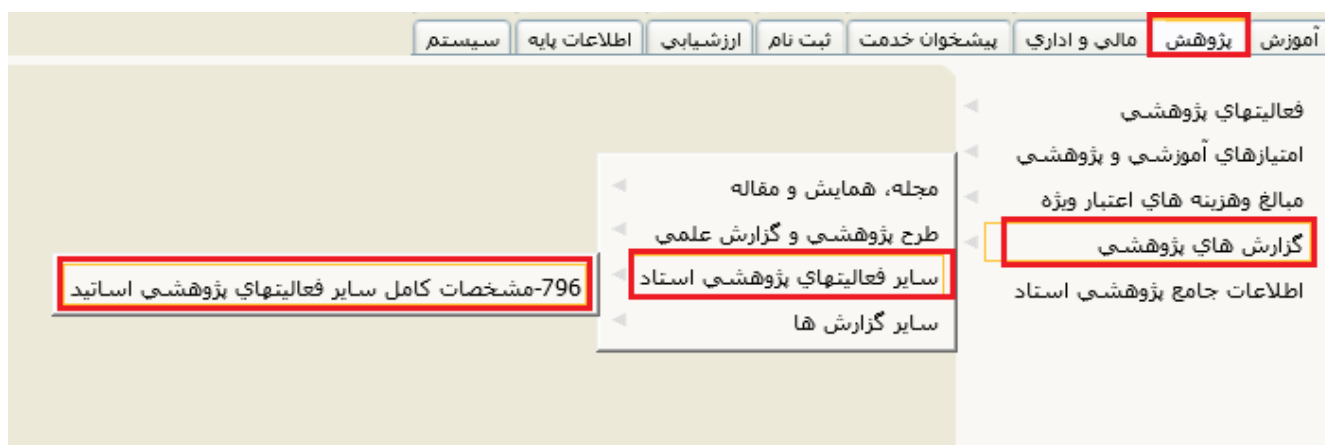 آموزش پژوهش مالي و اداري پيشخوان خدمت ثبت نام ارزشيابي اطلاعات پايه سيستم
فعاليتهاي پژوهشي
امتيازهاي آموزشي و پژوهشي
مبالغ وهزينه هاي اعتبار ويژه
گزارش هاي پژوهشي
اطلاعات جامع پژوهشي استاد
مجله، همايش و مقاله
طرح پژوهشي و گزارش علمي
ساير فعاليتهاي پژوهشي استاد
ساير گزارش ها
796-مشخصات کامل ساير فعاليتهاي پژوهشي اساتيد